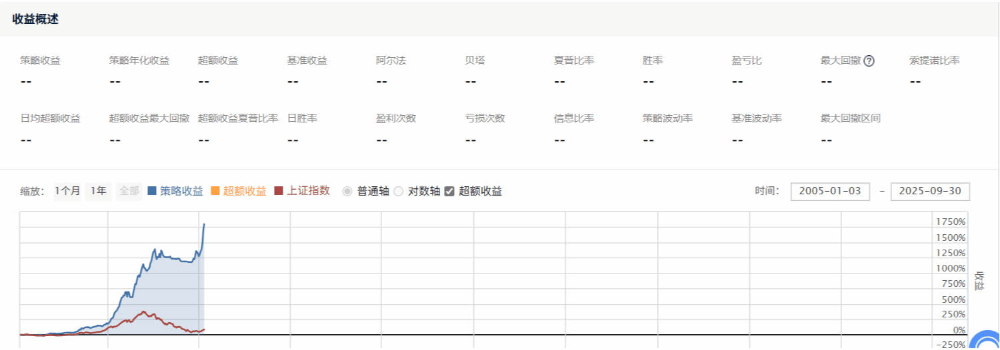 收益概述
策略收益 策略年化收益 超额收益 基准收益 阿尔法 贝塔 夏普比率 胜率 盈亏比 最大回撤 ? 索提诺比率
-- -- -- -- -- -- -- -- -- -- --
日均超额收益 超额收益最大回撤 超额收益夏普比率 日胜率 盈利次数 亏损次数 信息比率 策略波动率 基准波动率 最大回撤区间
-- -- -- -- -- -- -- -- -- --
缩放： 1个月 1年 全部 策略收益 超额收益 上证指数 普通轴 对数轴 超额收益 时间： 2005-01-03 - 2025-09-30
1750%
1500%
1250%
1000%
750%
500%
250%
0%
-250%
收益